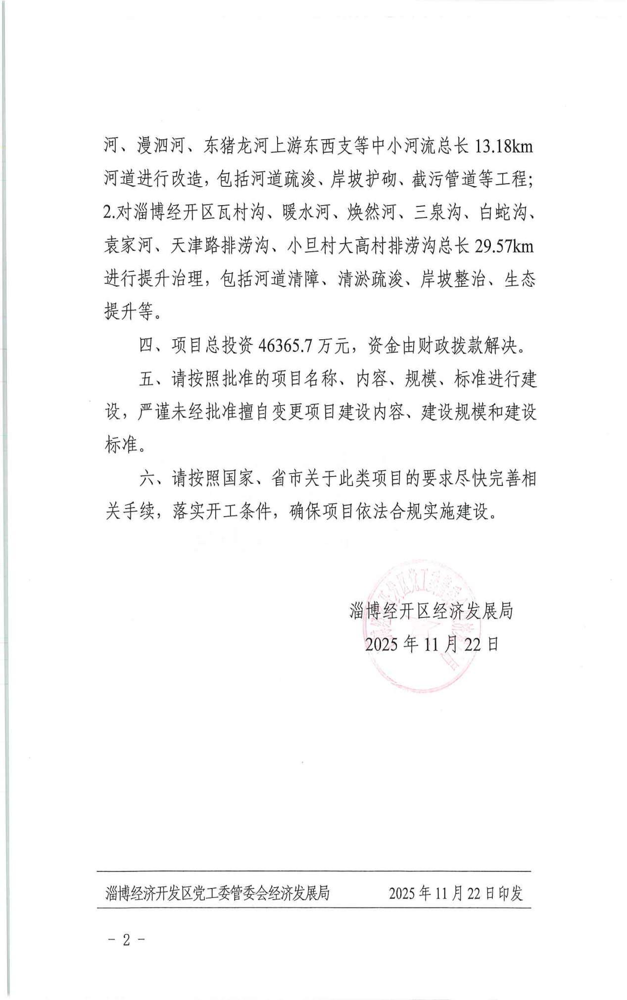 河、漫泗河、东猪龙河上游东西支等中小河流总长 13.18km
河道进行改造，包括河道疏浚、岸坡护砌、截污管道等工程；
2.对淄博经开区瓦村沟、暖水河、焕然河、三泉沟、白蛇沟、
袁家河、天津路排涝沟、小旦村大高村排涝沟总长 29.57km
进行提升治理，包括河道清障、清淤疏浚、岸坡整治、生态
提升等。
四、项目总投资 46365.7 万元，资金由财政拨款解决。
五、请按照批准的项目名称、内容、规模、标准进行建
设，严谨未经批准擅自变更项目建设内容、建设规模和建设
标准。
六、请按照国家、省市关于此类项目的要求尽快完善相
关手续，落实开工条件，确保项目依法合规实施建设。
淄博经开区经济发展局
2025 年 11 月 22 日
淄博经济开发区党工委管委会经济发展局 2025 年 11 月 22 日印发
- 2 -